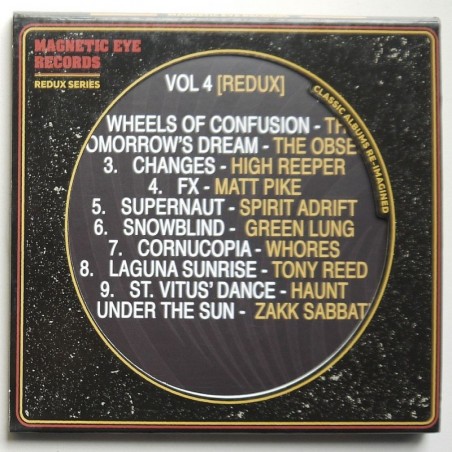 MAGNETIC EYE
RECORDS
REDUX SERIES
VOL 4 [REDUX]
CLASSIC ALBUMS RE-IMAGINED
WHEELS OF CONFUSION - TH
OMORROW'S DREAM - THE OBSE
3. CHANGES - HIGH REEPER
4. FX - MATT PIKE
5. SUPERNAUT - SPIRIT ADRIFT
6. SNOWBLIND - GREEN LUNG
7. CORNUCOPIA - WHORES
8. LAGUNA SUNRISE - TONY REED
9. ST. VITUS' DANCE - HAUNT
UNDER THE SUN - ZAKK SABBAT